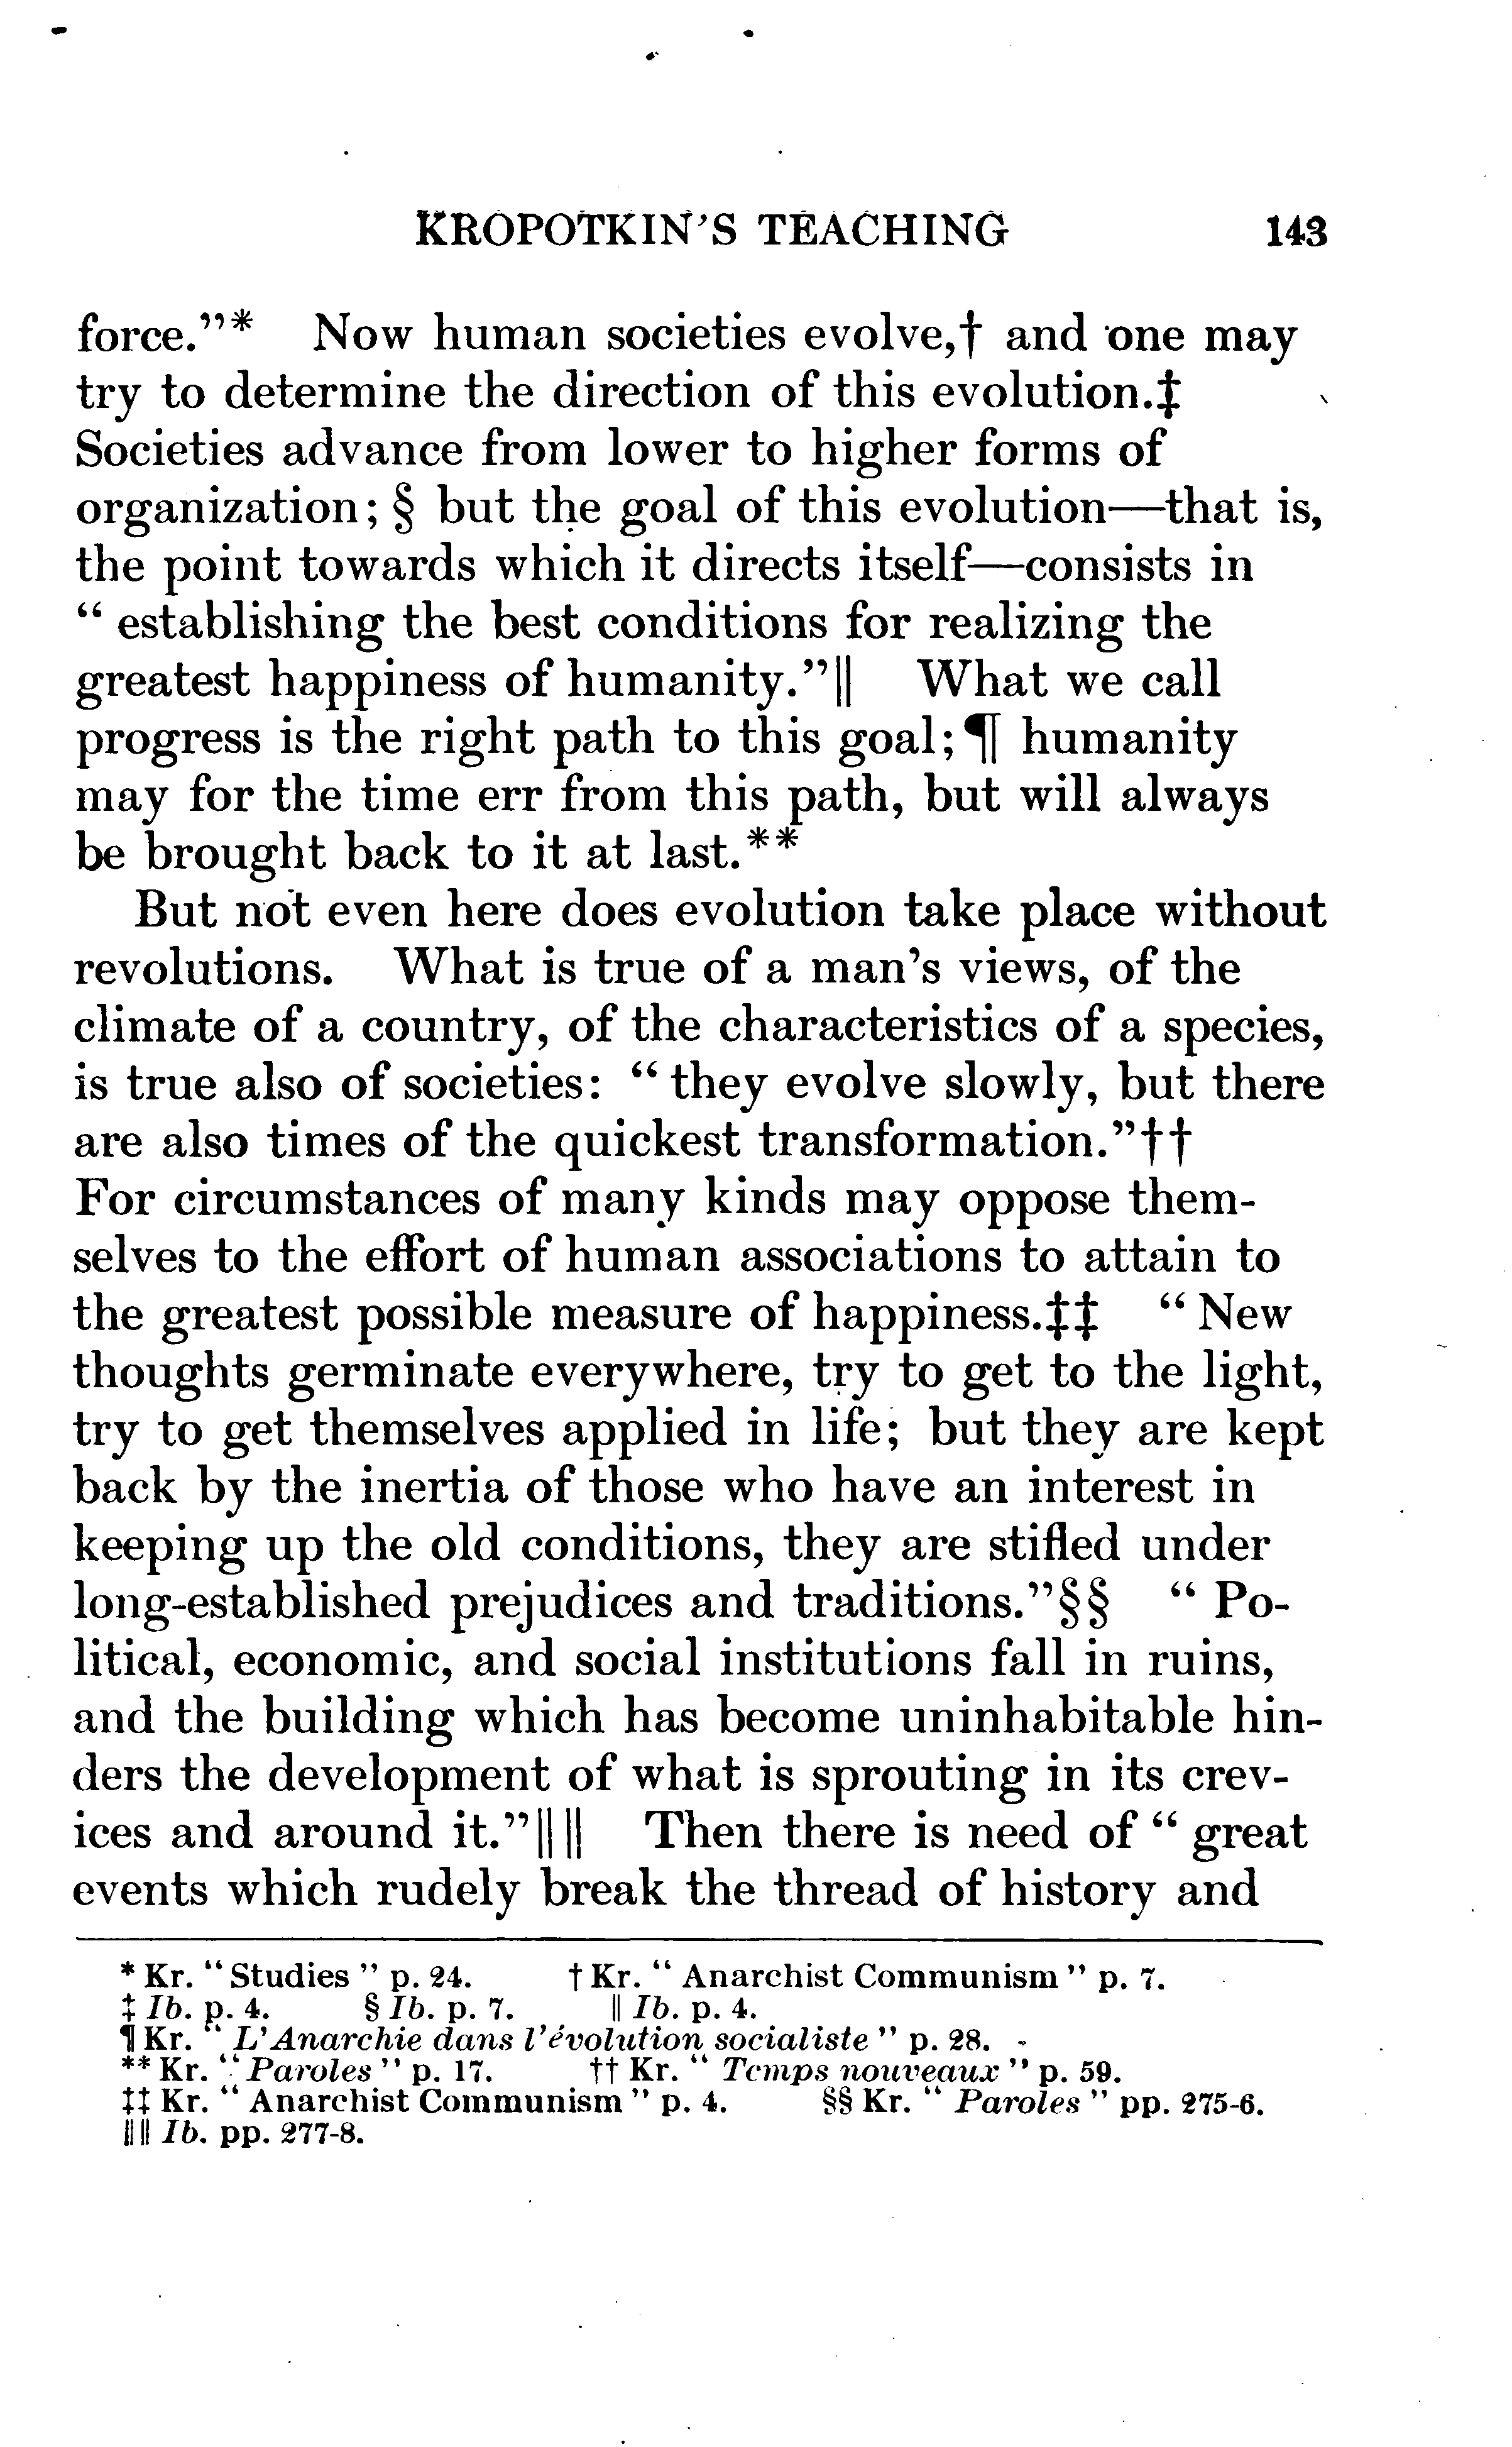 KROPOTKIN'S TEACHING 143
force."* Now human societies evolve,† and one may
try to determine the direction of this evolution.‡
Societies advance from lower to higher forms of
organization; § but the goal of this evolution—that is,
the point towards which it directs itself—consists in
" establishing the best conditions for realizing the
greatest happiness of humanity."‖ What we call
progress is the right path to this goal;¶ humanity
may for the time err from this path, but will always
be brought back to it at last.**
But not even here does evolution take place without
revolutions. What is true of a man's views, of the
climate of a country, of the characteristics of a species,
is true also of societies: " they evolve slowly, but there
are also times of the quickest transformation."††
For circumstances of many kinds may oppose them-
selves to the effort of human associations to attain to
the greatest possible measure of happiness.‡‡ " New
thoughts germinate everywhere, try to get to the light,
try to get themselves applied in life; but they are kept
back by the inertia of those who have an interest in
keeping up the old conditions, they are stifled under
long-established prejudices and traditions."§§ " Po-
litical, economic, and social institutions fall in ruins,
and the building which has become uninhabitable hin-
ders the development of what is sprouting in its crev-
ices and around it."‖‖ Then there is need of " great
events which rudely break the thread of history and
* Kr. " Studies " p. 24. † Kr. " Anarchist Communism " p. 7.
‡ Ib. p. 4. § Ib. p. 7. ‖ Ib. p. 4.
¶ Kr. " L'Anarchie dans l'évolution socialiste " p. 28.
** Kr. " Paroles " p. 17. †† Kr. " Temps nouveaux " p. 59.
‡‡ Kr. " Anarchist Communism " p. 4. §§ Kr. " Paroles " pp. 275-6.
‖‖ Ib. pp. 277-8.